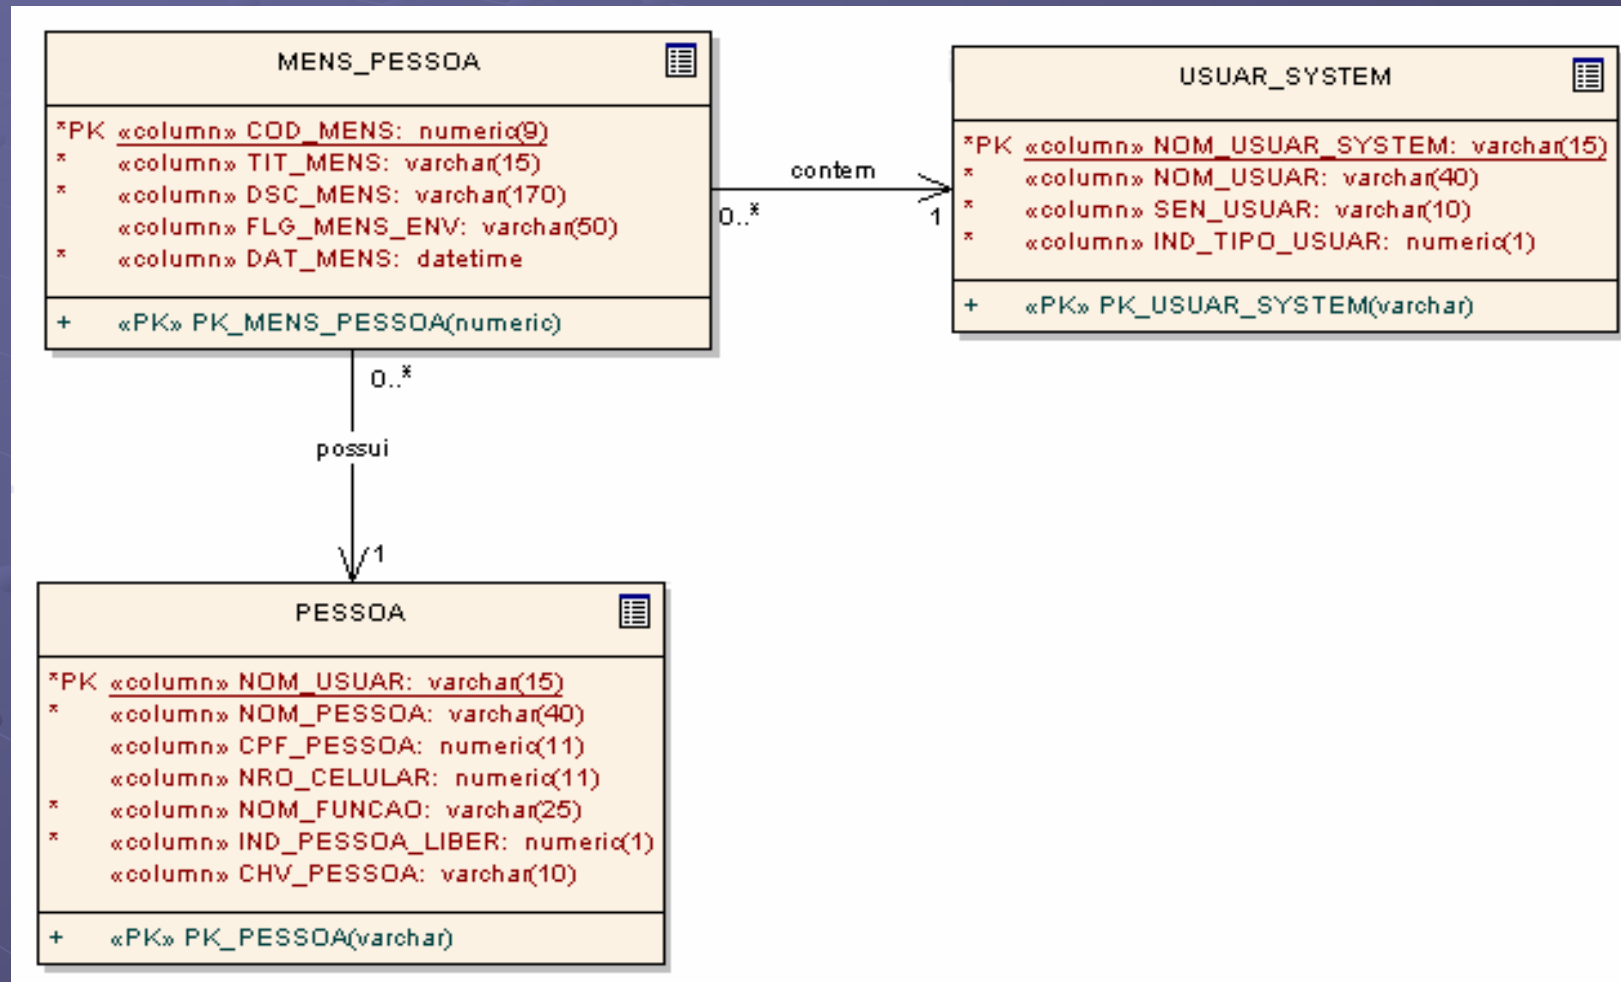 MENS_PESSOA
*PK «column» COD_MENS: numeric(9)
* «column» TIT_MENS: varchar(15)
* «column» DSC_MENS: varchar(170)
«column» FLG_MENS_ENV: varchar(50)
* «column» DAT_MENS: datetime
+ «PK» PK_MENS_PESSOA(numeric)
contem
0..*
1
USUAR_SYSTEM
*PK «column» NOM_USUAR_SYSTEM: varchar(15)
* «column» NOM_USUAR: varchar(40)
* «column» SEN_USUAR: varchar(10)
* «column» IND_TIPO_USUAR: numeric(1)
+ «PK» PK_USUAR_SYSTEM(varchar)
0..*
possui
1
PESSOA
*PK «column» NOM_USUAR: varchar(15)
* «column» NOM_PESSOA: varchar(40)
«column» CPF_PESSOA: numeric(11)
«column» NRO_CELULAR: numeric(11)
* «column» NOM_FUNCAO: varchar(25)
* «column» IND_PESSOA_LIBER: numeric(1)
«column» CHV_PESSOA: varchar(10)
+ «PK» PK_PESSOA(varchar)